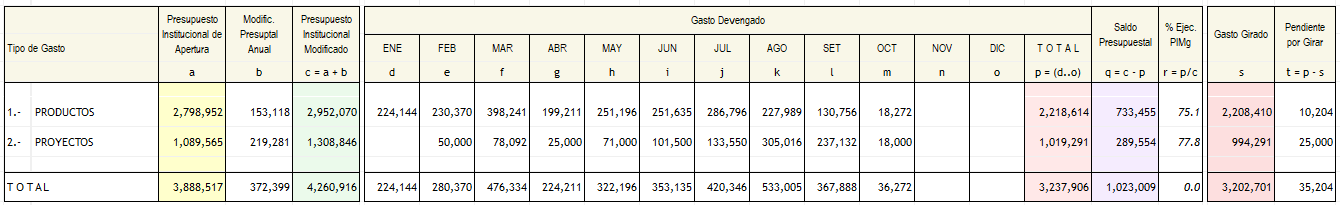 Tipo de Gasto Presupuesto Institucional de Apertura a Modific. Presuptal Anual b Presupuesto Institucional Modificado c = a + b Gasto Devengado Saldo Presupuestal q = c - p % Ejec. PIMg r = p/c Gasto Girado s Pendiente por Girar t = p - s
ENE FEB MAR ABR MAY JUN JUL AGO SET OCT NOV DIC T O T A L
d e f g h i j k l m n o p = (d..o)
1.- PRODUCTOS 2,798,952 153,118 2,952,070 224,144 230,370 398,241 199,211 251,196 251,635 286,796 227,989 130,756 18,272 2,218,614 733,455 75.1 2,208,410 10,204
2.- PROYECTOS 1,089,565 219,281 1,308,846 50,000 78,092 25,000 71,000 101,500 133,550 305,016 237,132 18,000 1,019,291 289,554 77.8 994,291 25,000
T O T A L 3,888,517 372,399 4,260,916 224,144 280,370 476,334 224,211 322,196 353,135 420,346 533,005 367,888 36,272 3,237,906 1,023,009 0.0 3,202,701 35,204